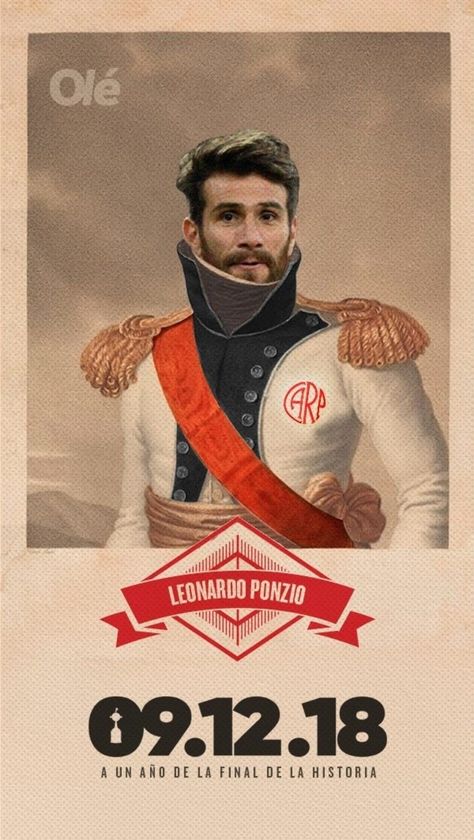 Olé
CARP
LEONARDO PONZIO
09.12.18
A UN AÑO DE LA FINAL DE LA HISTORIA